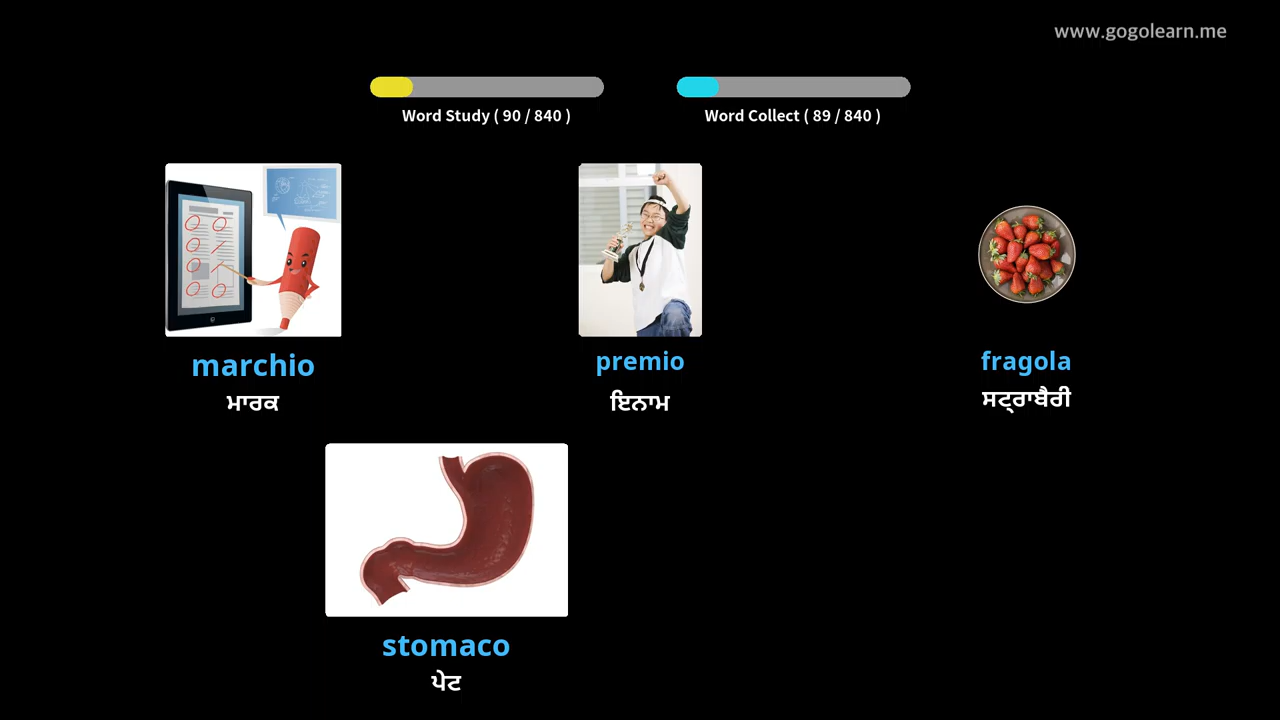 www.gogolearn.me
Word Study ( 90 / 840 )
Word Collect ( 89 / 840 )
marchio
ਮਾਰਕ
premio
ਇਨਾਮ
fragola
ਸਟ੍ਰਾਬੈਰੀ
stomaco
ਪੇਟ